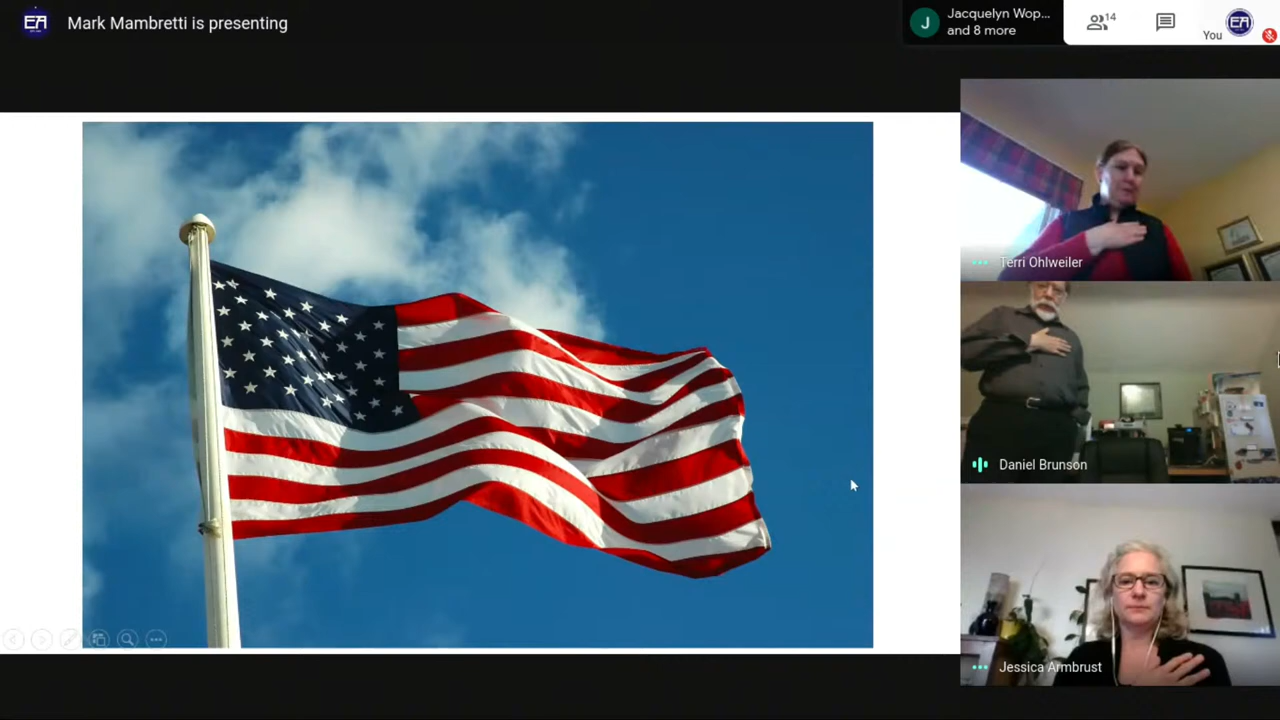 EA
Mark Mambretti is presenting
J
Jacquelyn Wop...
and 8 more
14
You
EA
Terri Ohlweiler
Daniel Brunson
Jessica Armbrust